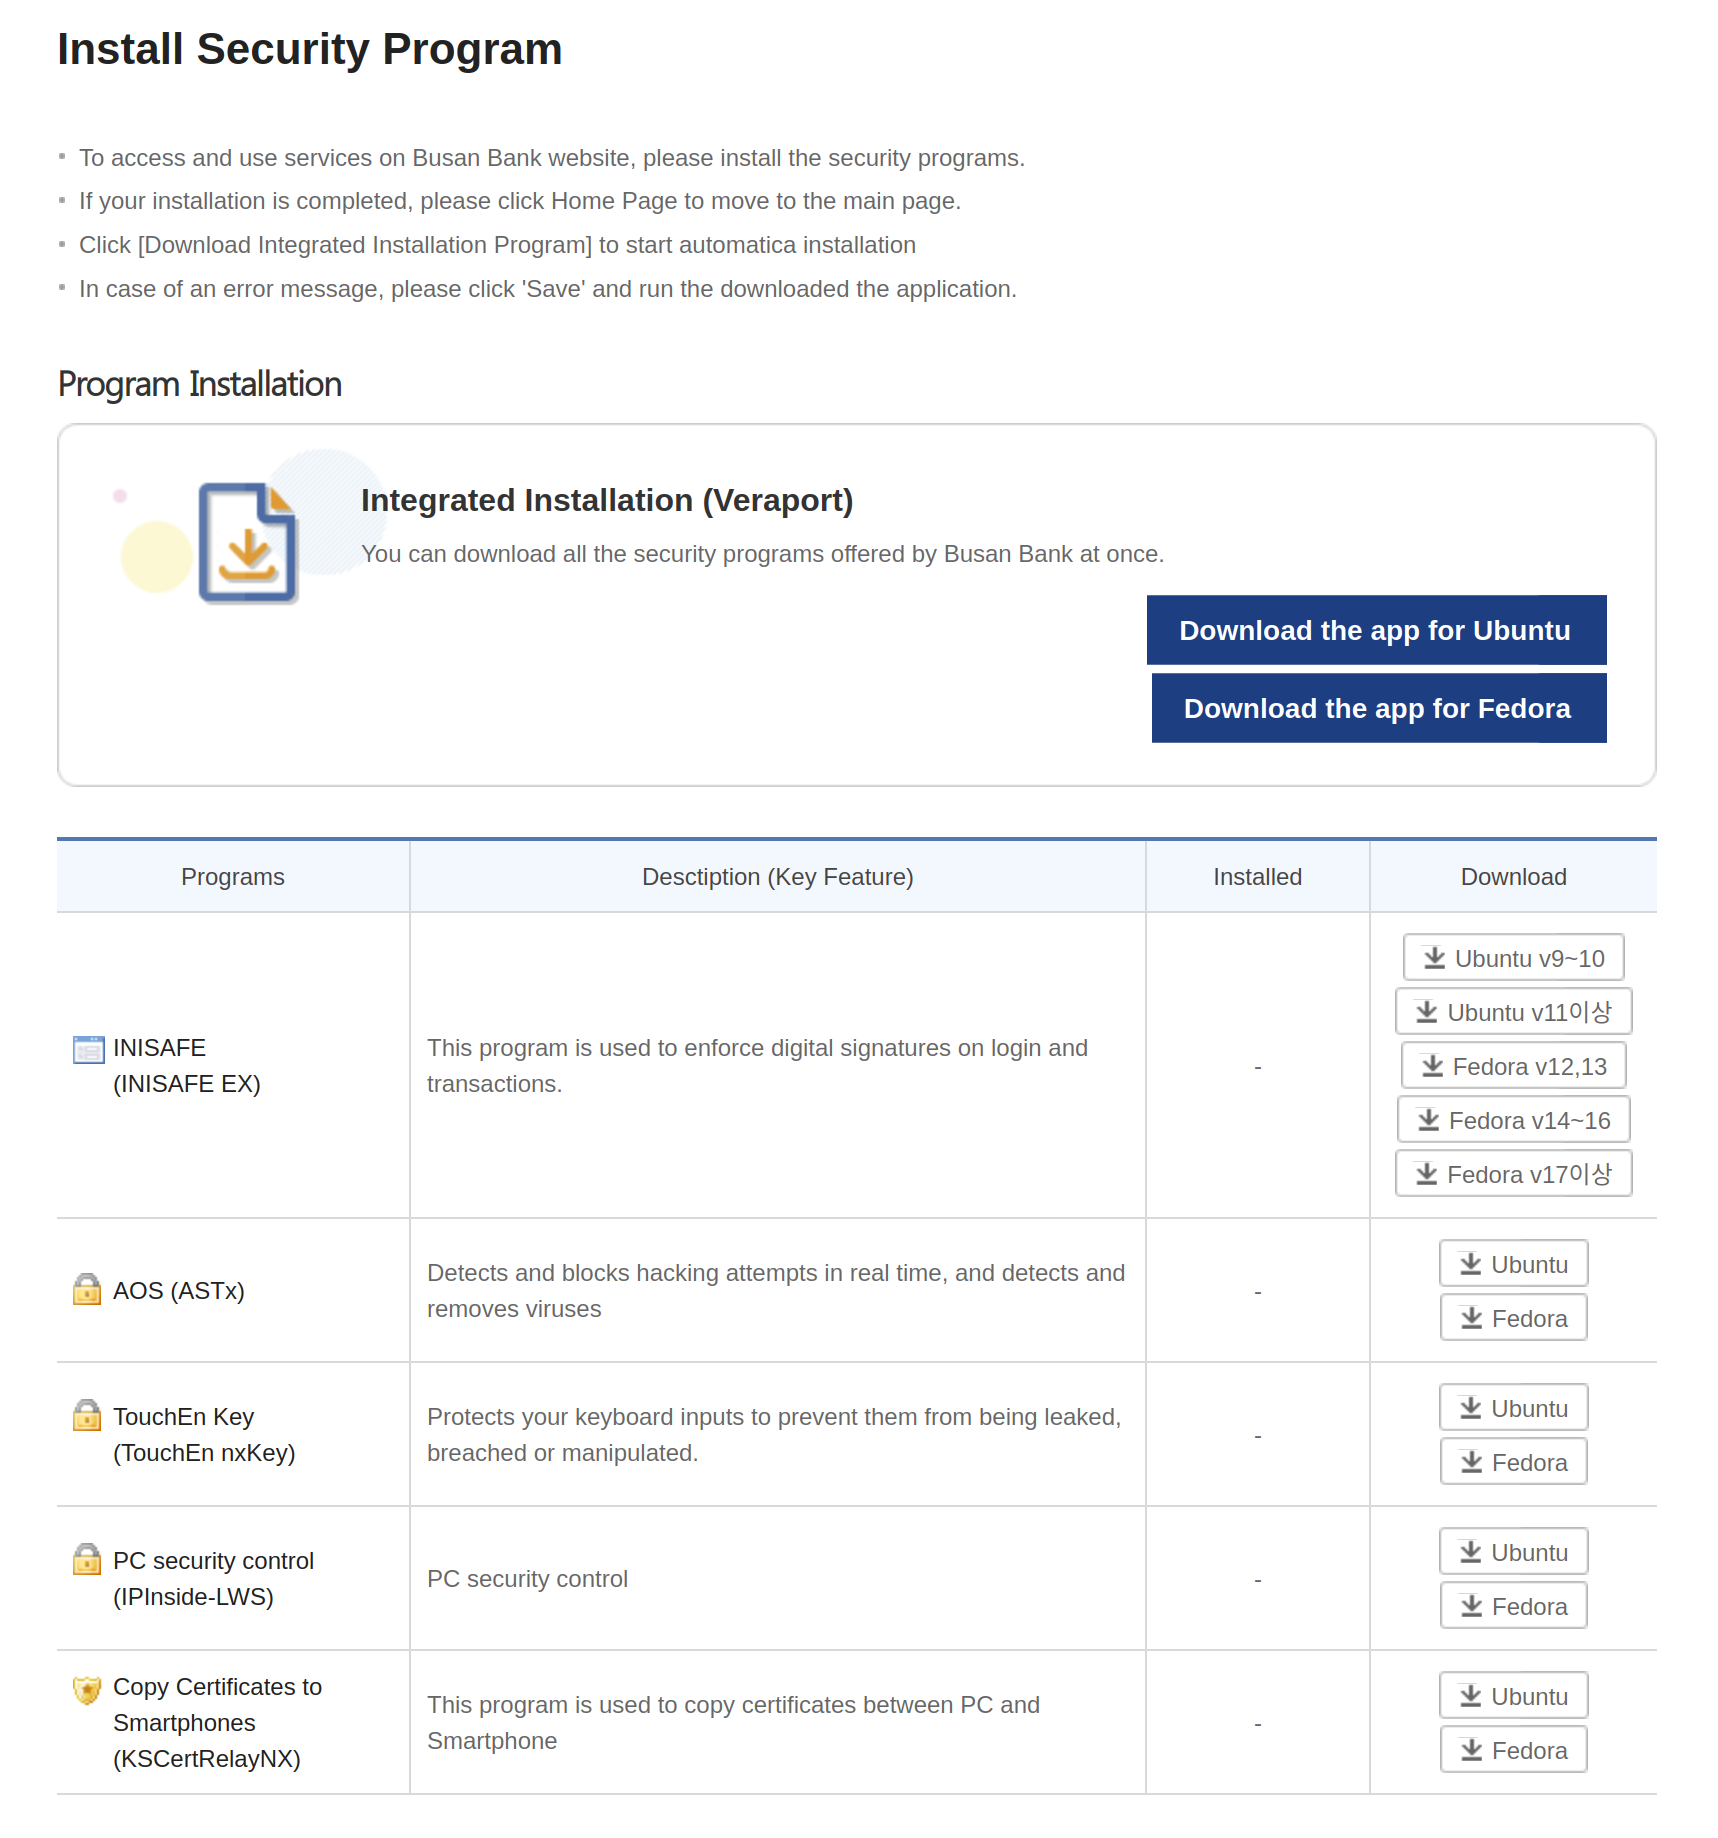 Install Security Program
To access and use services on Busan Bank website, please install the security programs.
If your installation is completed, please click Home Page to move to the main page.
Click [Download Integrated Installation Program] to start automatica installation
In case of an error message, please click 'Save' and run the downloaded the application.
Program Installation
Integrated Installation (Veraport)
You can download all the security programs offered by Busan Bank at once.
Download the app for Ubuntu
Download the app for Fedora
Programs
Desctiption (Key Feature)
Installed
Download
INISAFE
(INISAFE EX)
This program is used to enforce digital signatures on login and
transactions.
-
Ubuntu v9~10
Ubuntu v11이상
Fedora v12,13
Fedora v14~16
Fedora v17이상
AOS (ASTx)
Detects and blocks hacking attempts in real time, and detects and
removes viruses
-
Ubuntu
Fedora
TouchEn Key
(TouchEn nxKey)
Protects your keyboard inputs to prevent them from being leaked,
breached or manipulated.
-
Ubuntu
Fedora
PC security control
(IPInside-LWS)
PC security control
-
Ubuntu
Fedora
Copy Certificates to
Smartphones
(KSCertRelayNX)
This program is used to copy certificates between PC and
Smartphone
-
Ubuntu
Fedora